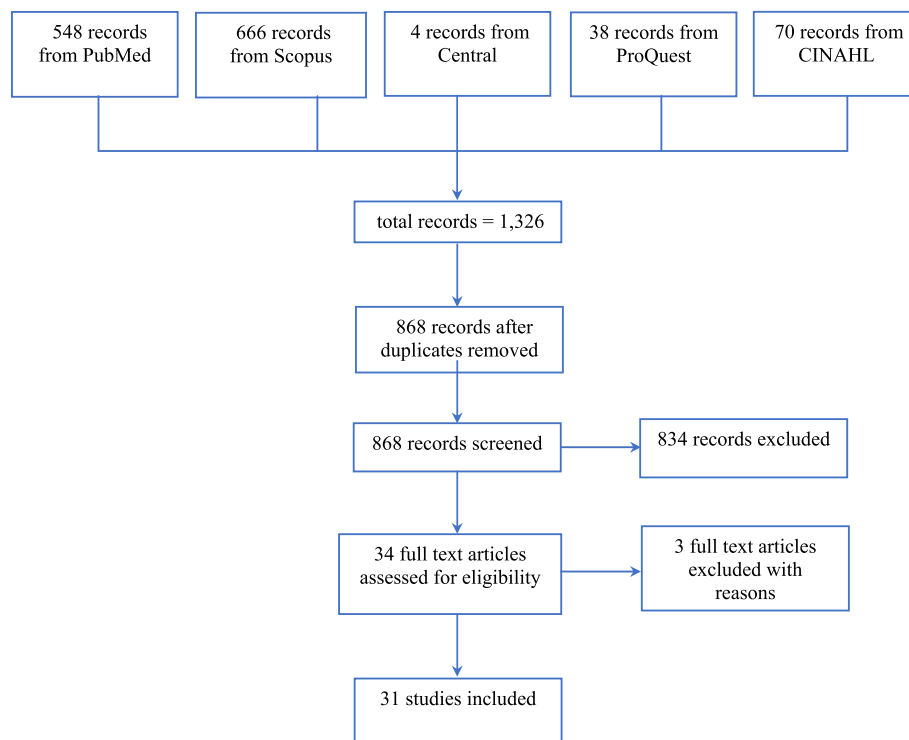 548 records
from PubMed
666 records
from Scopus
4 records from
Central
38 records from
ProQuest
70 records from
CINAHL
total records = 1,326
868 records after
duplicates removed
868 records screened
834 records excluded
34 full text articles
assessed for eligibility
3 full text articles
excluded with
reasons
31 studies included